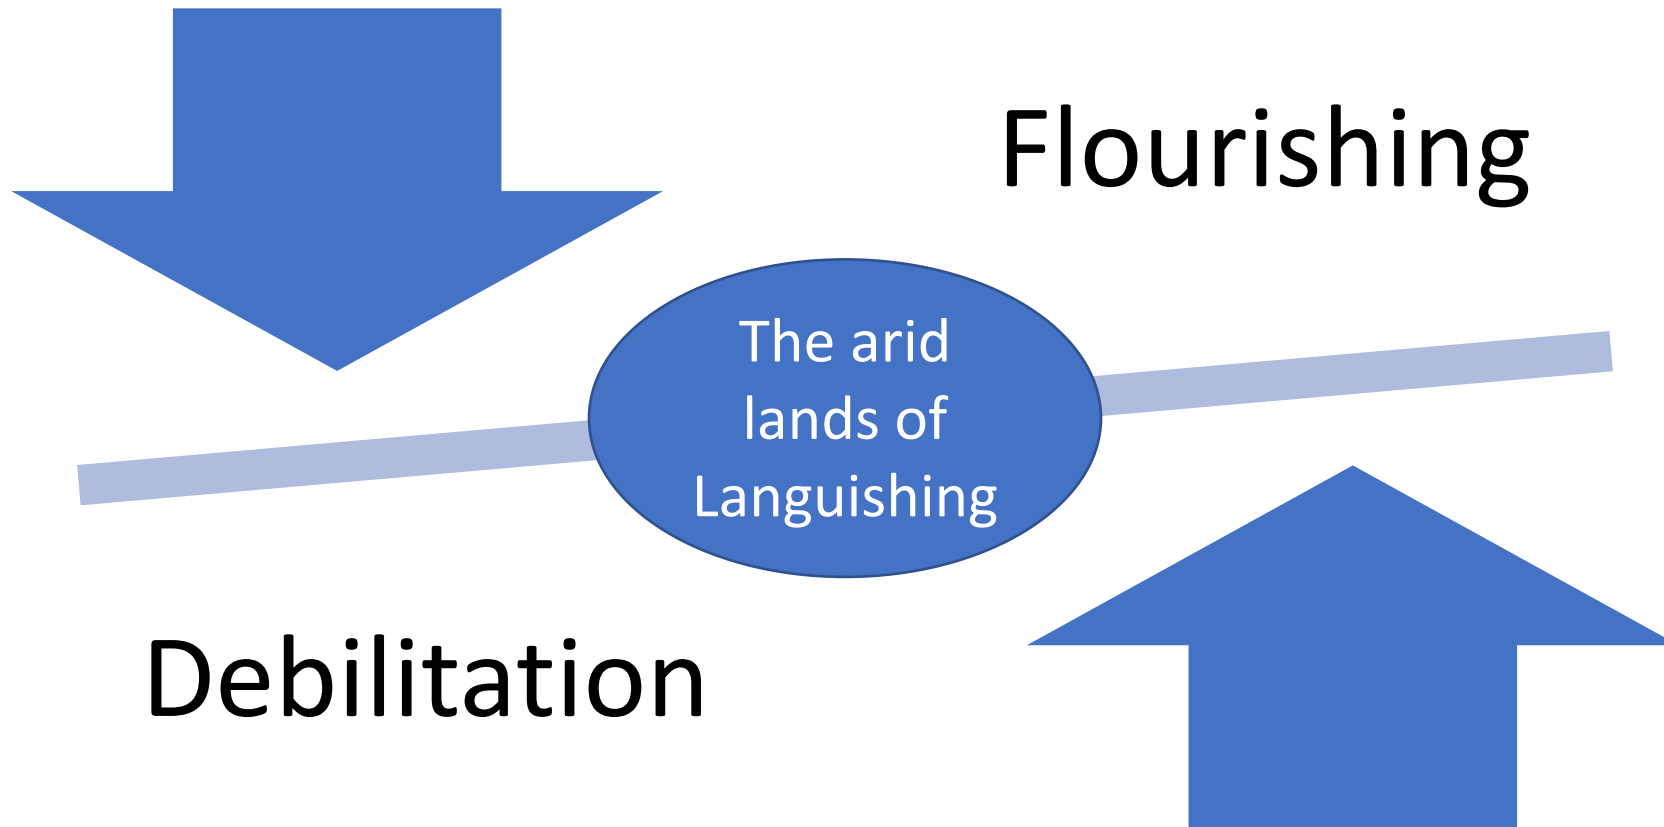 Flourishing
The arid
lands of
Languishing
Debilitation